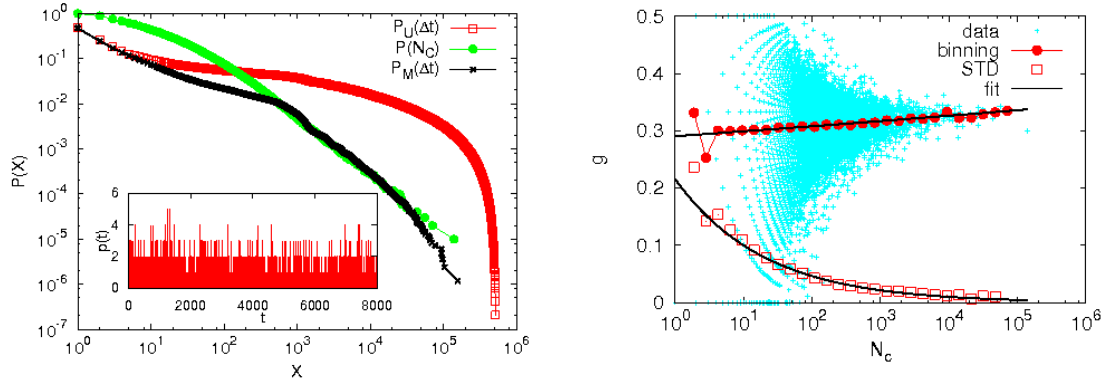 10^0
10^-1
10^-2
10^-3
10^-4
10^-5
10^-6
10^-7
P(X)
P_U(Δt)
P(N_C)
P_M(Δt)
6
4
2
0
p(t)
0 2000 4000 6000 8000
t
10^0 10^1 10^2 10^3 10^4 10^5 10^6
X
0.5
0.4
0.3
0.2
0.1
0
g
data
binning
STD
fit
10^0 10^1 10^2 10^3 10^4 10^5 10^6
N_c